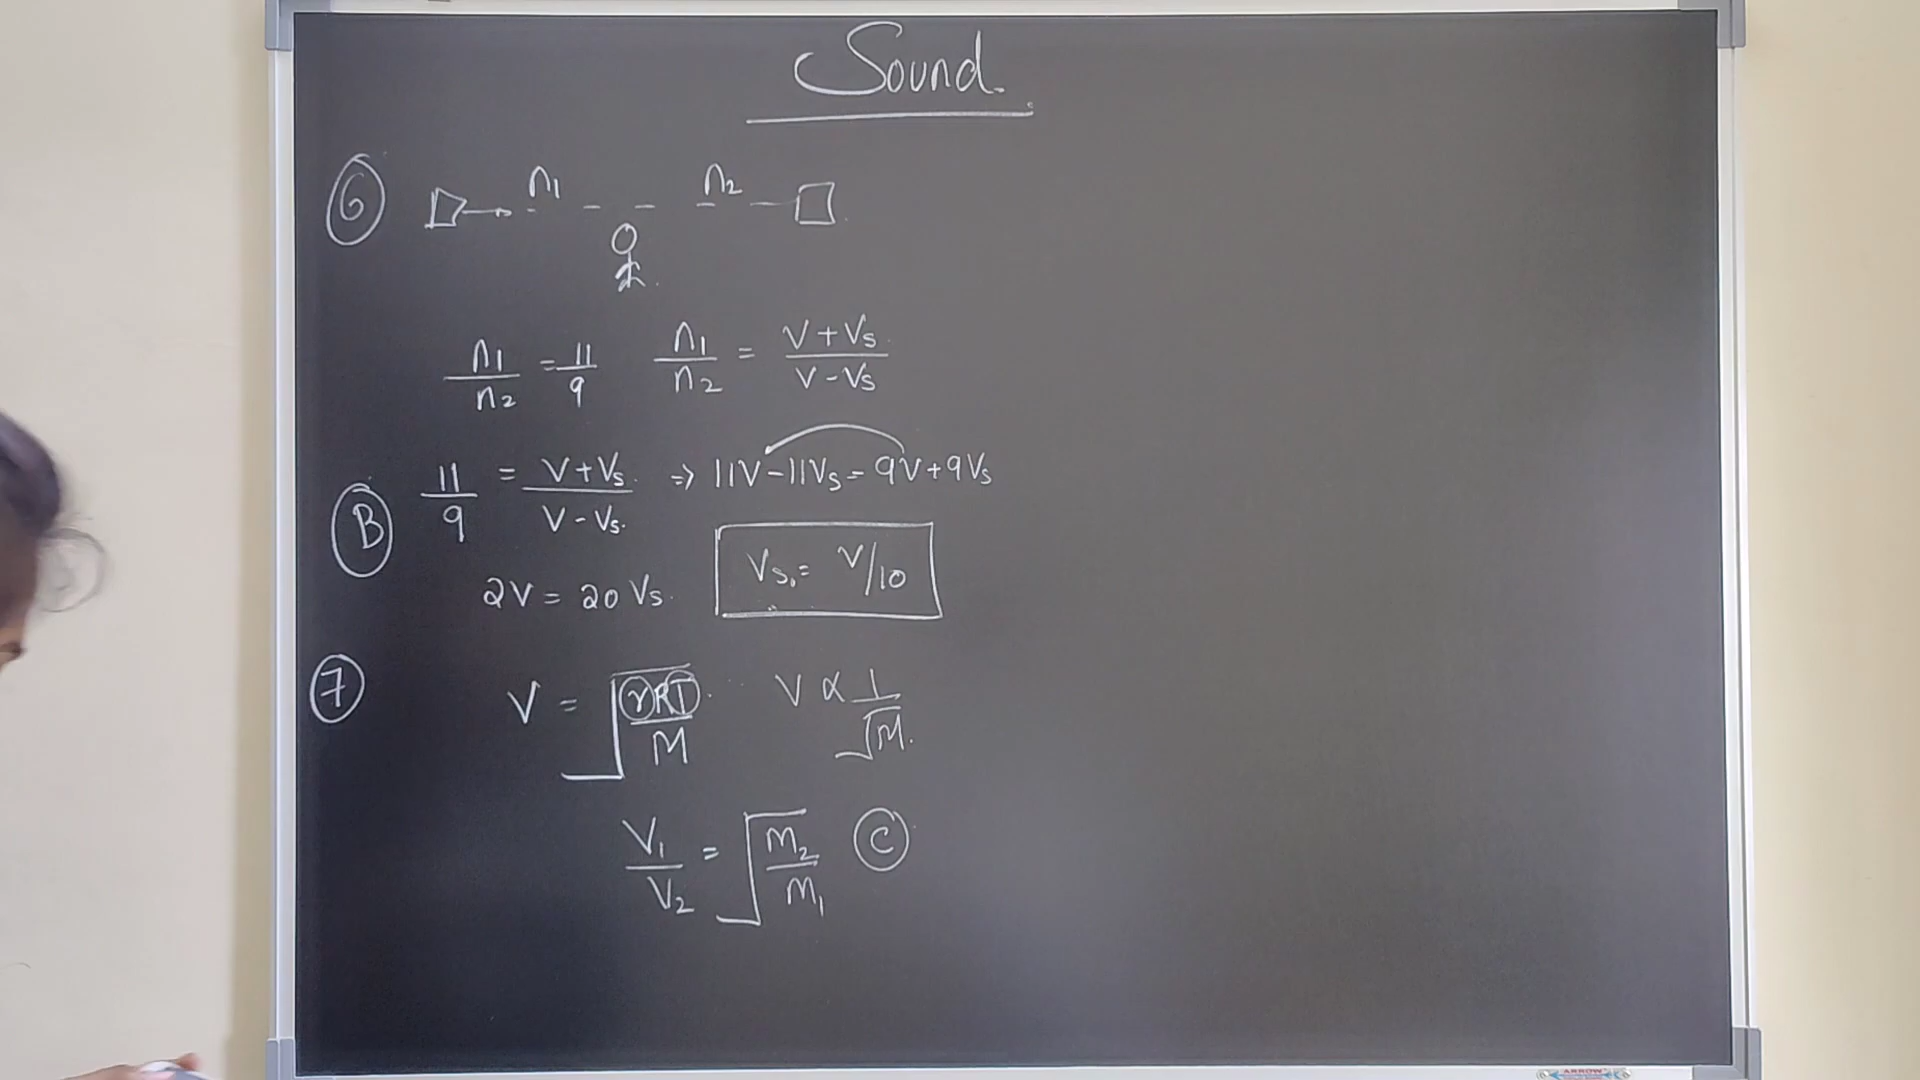 Sound.
6 n1 n2
n1/n2 = 11/9 n1/n2 = V+Vs/V-Vs
11/9 = V+Vs/V-Vs. => 11V-11Vs = 9V+9Vs
B
2V = 20 Vs. Vs. = V/10
7 V = √γRT/M V ∝ 1/√M.
V1/V2 = √M2/M1 C
ARROW